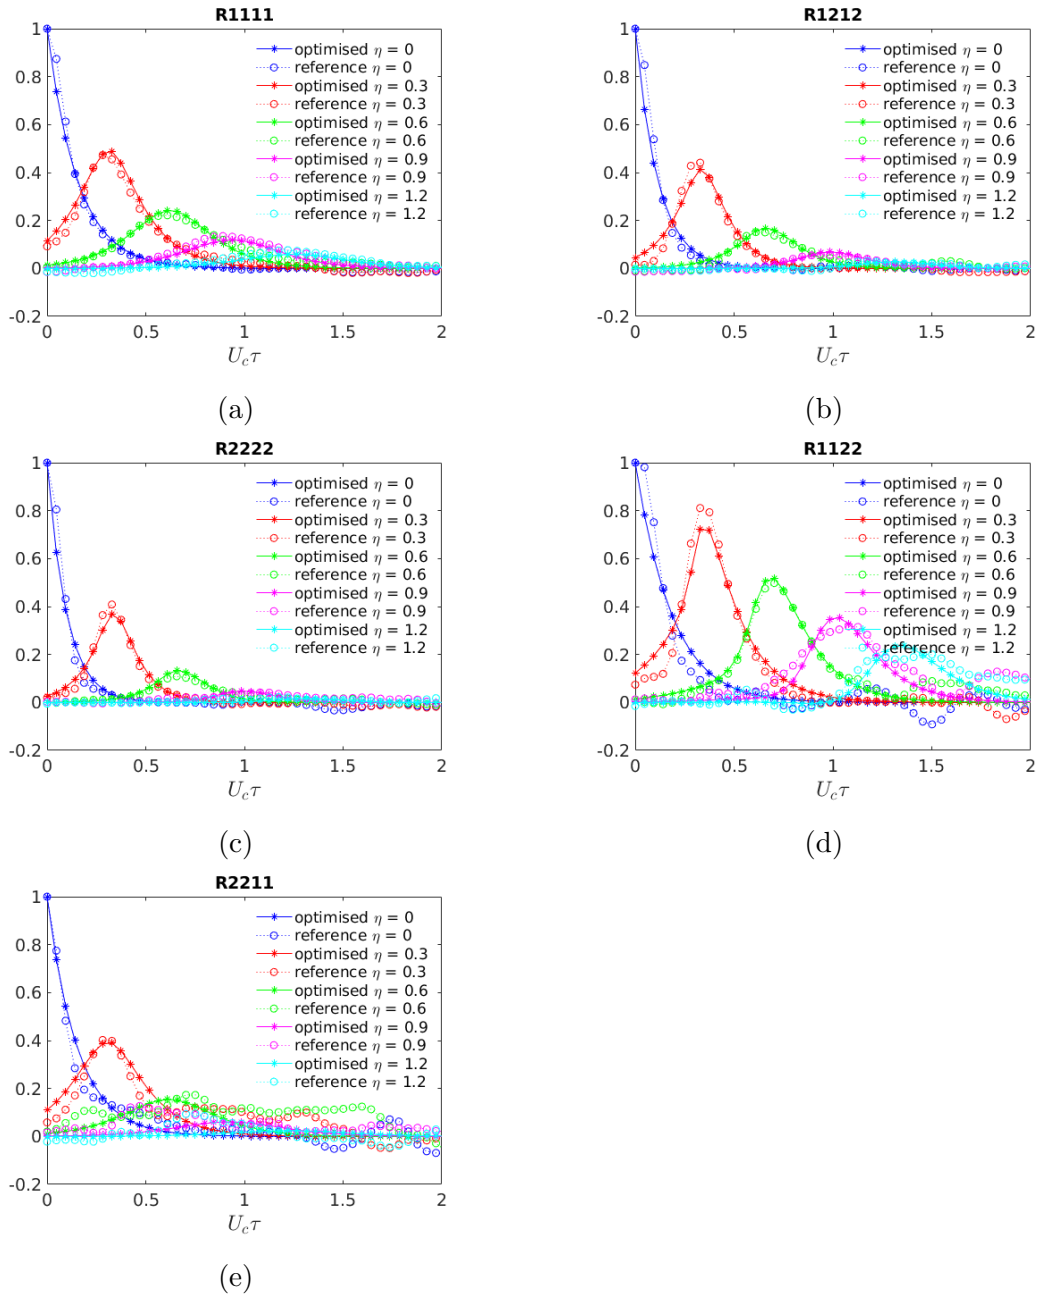 R1111
1
0.8
0.6
0.4
0.2
0
-0.2
0
0.5
1
1.5
2
optimised η = 0
reference η = 0
optimised η = 0.3
reference η = 0.3
optimised η = 0.6
reference η = 0.6
optimised η = 0.9
reference η = 0.9
optimised η = 1.2
reference η = 1.2
U_c τ
(a)
R1212
1
0.8
0.6
0.4
0.2
0
-0.2
0
0.5
1
1.5
2
optimised η = 0
reference η = 0
optimised η = 0.3
reference η = 0.3
optimised η = 0.6
reference η = 0.6
optimised η = 0.9
reference η = 0.9
optimised η = 1.2
reference η = 1.2
U_c τ
(b)
R2222
1
0.8
0.6
0.4
0.2
0
-0.2
0
0.5
1
1.5
2
optimised η = 0
reference η = 0
optimised η = 0.3
reference η = 0.3
optimised η = 0.6
reference η = 0.6
optimised η = 0.9
reference η = 0.9
optimised η = 1.2
reference η = 1.2
U_c τ
(c)
R1122
1
0.8
0.6
0.4
0.2
0
-0.2
0
0.5
1
1.5
2
optimised η = 0
reference η = 0
optimised η = 0.3
reference η = 0.3
optimised η = 0.6
reference η = 0.6
optimised η = 0.9
reference η = 0.9
optimised η = 1.2
reference η = 1.2
U_c τ
(d)
R2211
1
0.8
0.6
0.4
0.2
0
-0.2
0
0.5
1
1.5
2
optimised η = 0
reference η = 0
optimised η = 0.3
reference η = 0.3
optimised η = 0.6
reference η = 0.6
optimised η = 0.9
reference η = 0.9
optimised η = 1.2
reference η = 1.2
U_c τ
(e)